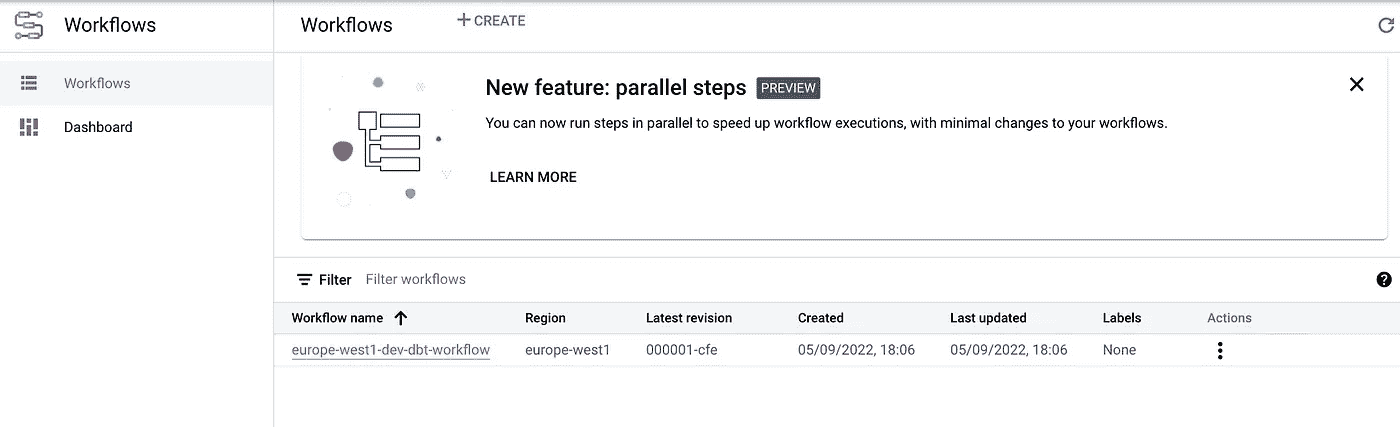 Workflows
Workflows
Dashboard
Workflows
CREATE
New feature: parallel steps PREVIEW
You can now run steps in parallel to speed up workflow executions, with minimal changes to your workflows.
LEARN MORE
Filter Filter workflows
Workflow name Region Latest revision Created Last updated Labels Actions
europe-west1-dev-dbt-workflow europe-west1 000001-cfe 05/09/2022, 18:06 05/09/2022, 18:06 None